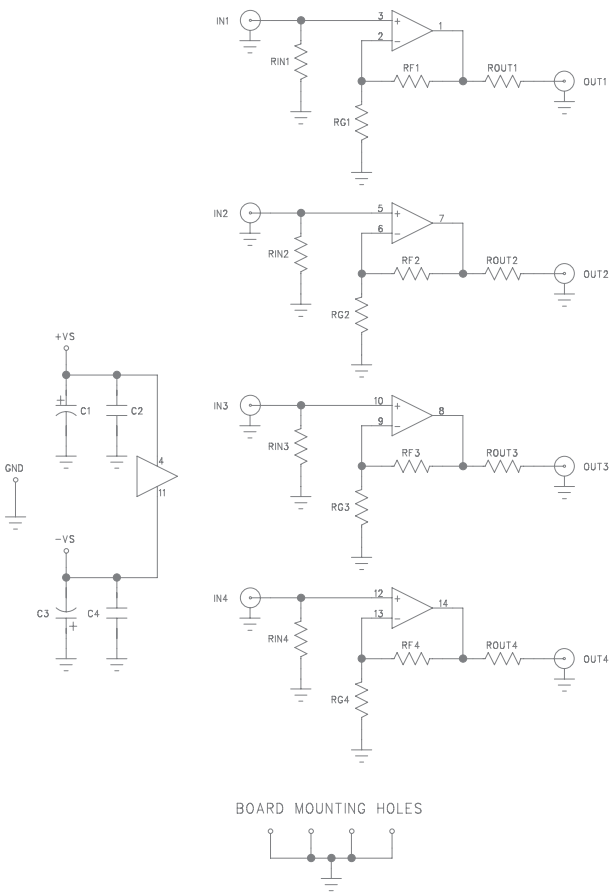 IN1
3
+
1
2
−
RIN1
RF1
ROUT1
OUT1
RG1
IN2
5
+
7
6
−
RIN2
RF2
ROUT2
OUT2
RG2
+VS
+
C1
C2
IN3
10
+
8
9
−
RIN3
RF3
ROUT3
OUT3
RG3
4
11
GND
−VS
C3
+
C4
IN4
12
+
14
13
−
RIN4
RF4
ROUT4
OUT4
RG4
BOARD MOUNTING HOLES